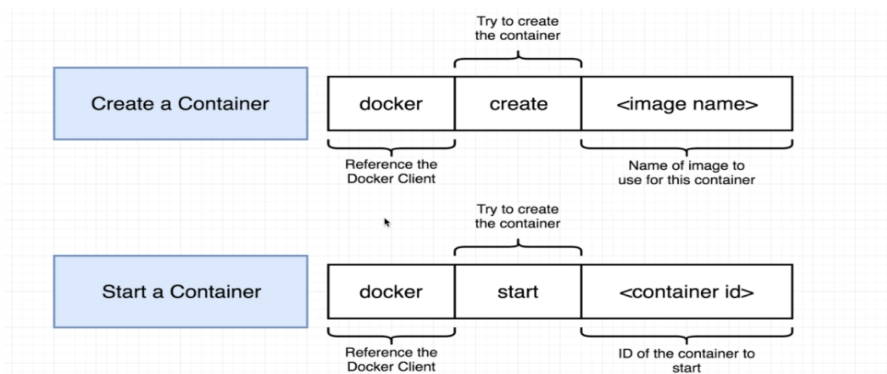 Try to create
the container
Create a Container
docker
create
<image name>
Reference the
Docker Client
Name of image to
use for this container
Try to create
the container
Start a Container
docker
start
<container id>
Reference the
Docker Client
ID of the container to
start